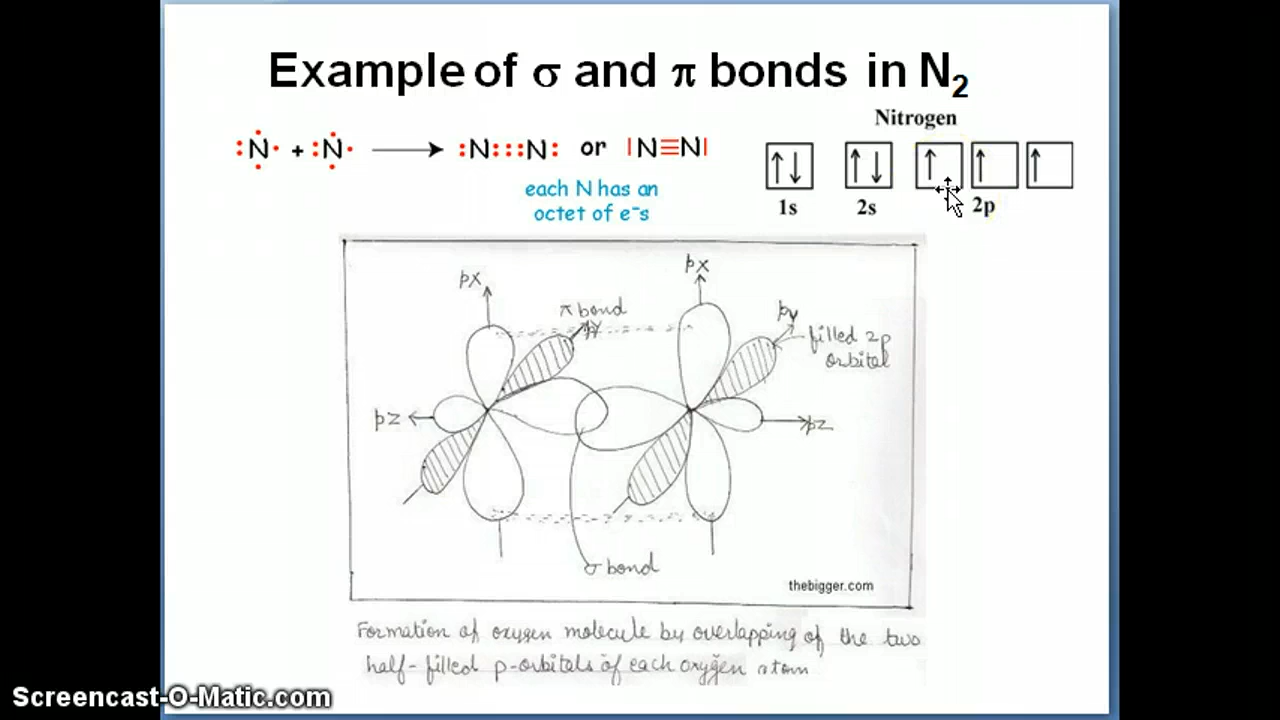 Example of σ and π bonds in N₂
Nitrogen
:N· + :N· → :N:::N: or |N≡N|
each N has an
octet of e⁻s
1s 2s 2p
px
px
π bond
py
py
filled 2p
orbital
pz
pz
σ bond
thebigger.com
Formation of oxygen molecule by overlapping of the two
half-filled p-orbitals of each oxygen atom
Screencast-O-Matic.com